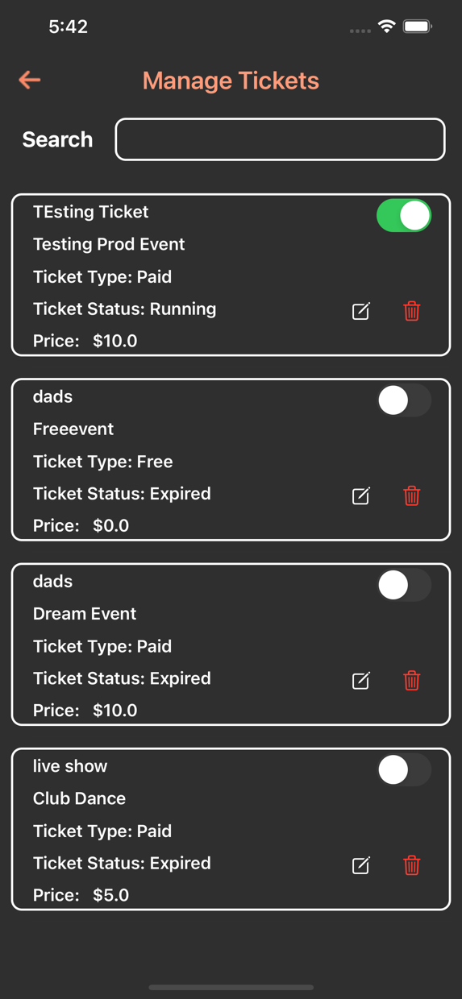 5:42
Manage Tickets
Search
TEsting Ticket
Testing Prod Event
Ticket Type: Paid
Ticket Status: Running
Price: $10.0
dads
Freeevent
Ticket Type: Free
Ticket Status: Expired
Price: $0.0
dads
Dream Event
Ticket Type: Paid
Ticket Status: Expired
Price: $10.0
live show
Club Dance
Ticket Type: Paid
Ticket Status: Expired
Price: $5.0